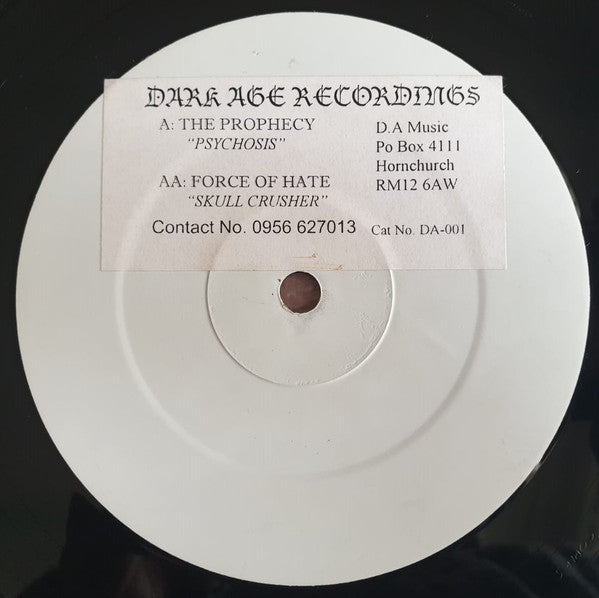 DARK AGE RECORDINGS
A: THE PROPHECY
"PSYCHOSIS"
AA: FORCE OF HATE
"SKULL CRUSHER"
D.A Music
Po Box 4111
Hornchurch
RM12 6AW
Contact No. 0956 627013 Cat No. DA-001